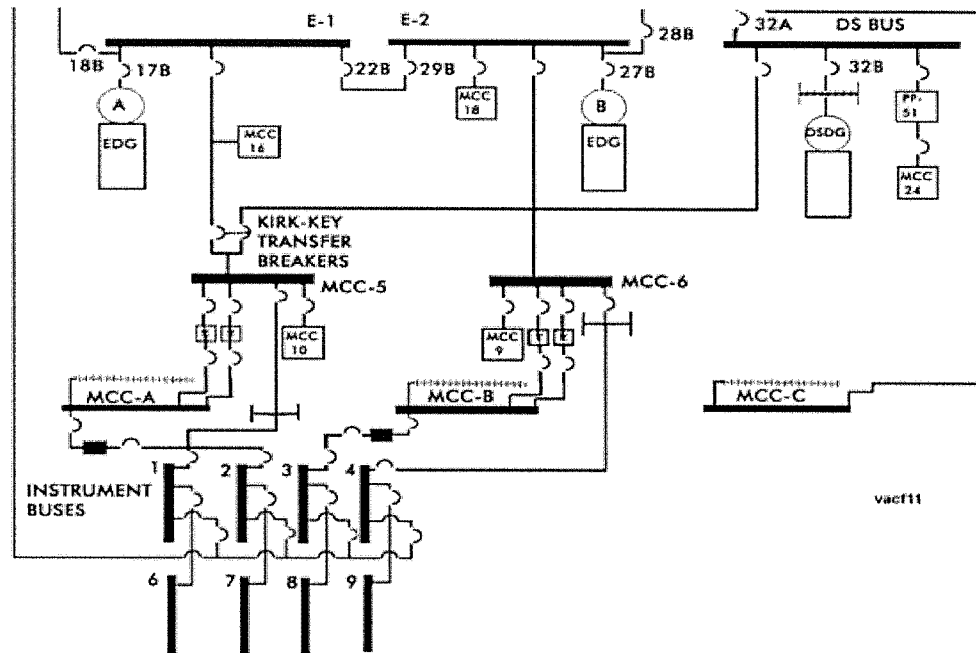 E-1
E-2
32A
DS BUS
28B
18B
17B
22B
29B
MCC
18
27B
32B
A
EDG
MCC
16
B
EDG
DSDG
PP-
51
MCC
24
KIRK-KEY
TRANSFER
BREAKERS
MCC-5
MCC-6
MCC
10
MCC
9
MCC-A
MCC-B
MCC-C
1
2
3
4
INSTRUMENT
BUSES
vacf11
6
7
8
9